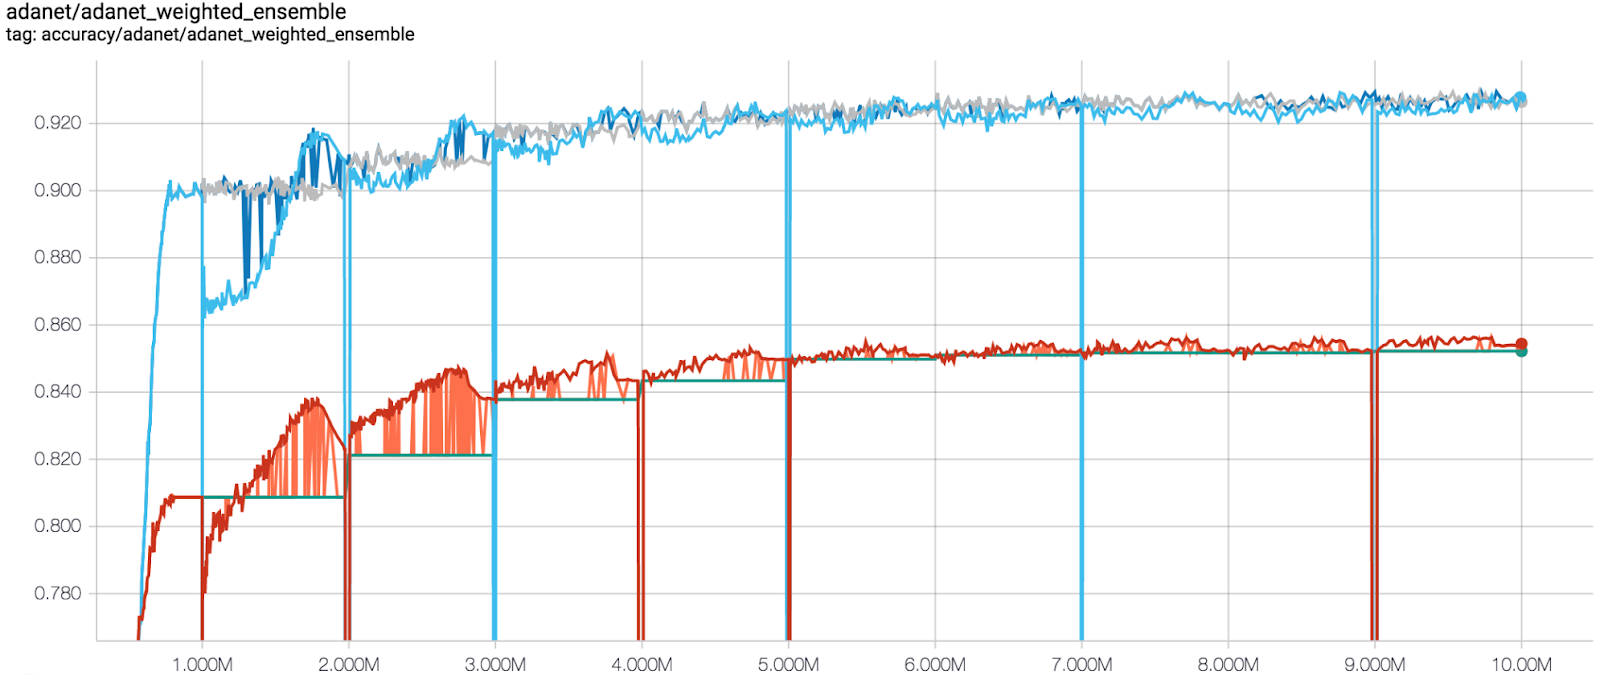 adanet/adanet_weighted_ensemble
tag: accuracy/adanet/adanet_weighted_ensemble
0.920
0.900
0.880
0.860
0.840
0.820
0.800
0.780
1.000M 2.000M 3.000M 4.000M 5.000M 6.000M 7.000M 8.000M 9.000M 10.00M